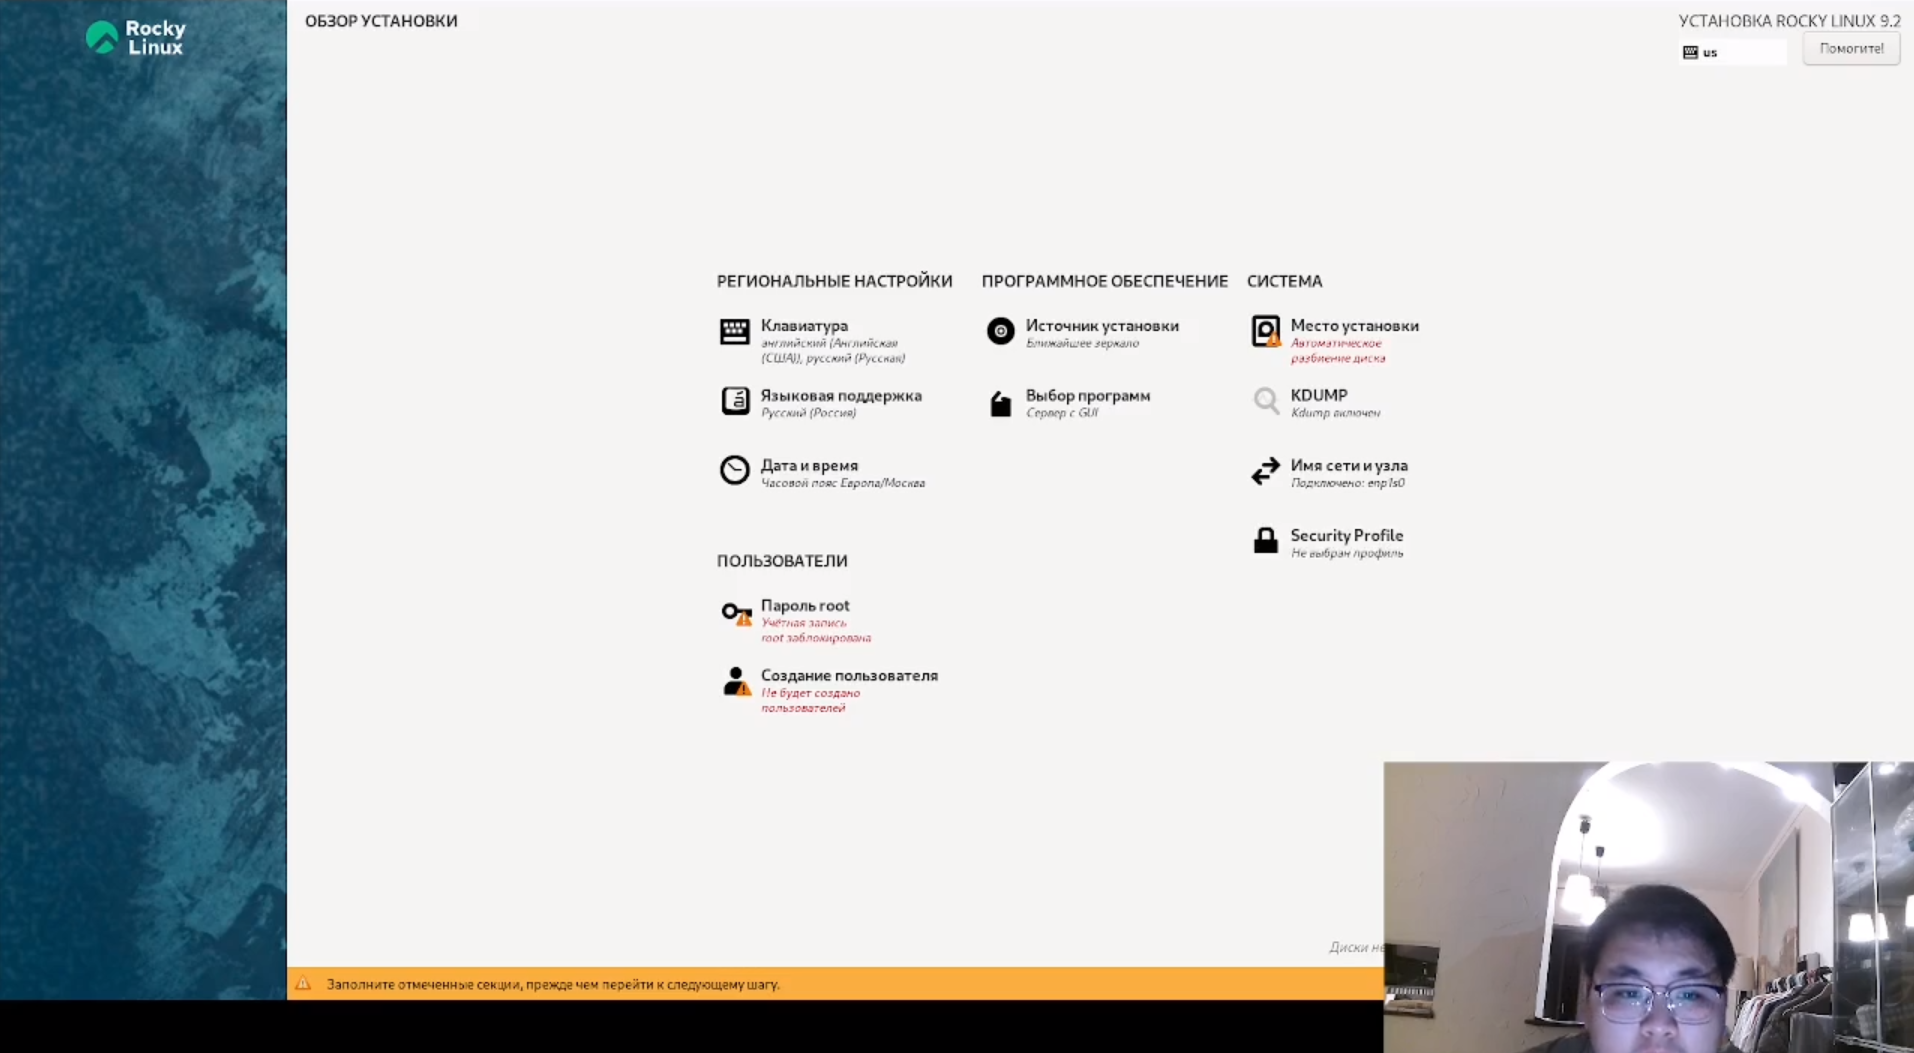 Rocky
Linux
ОБЗОР УСТАНОВКИ
УСТАНОВКА ROCKY LINUX 9.2
us
Помогите!
РЕГИОНАЛЬНЫЕ НАСТРОЙКИ
Клавиатура
английский (Английская
(США)), русский (Русская)
Языковая поддержка
Русский (Россия)
Дата и время
Часовой пояс Европа/Москва
ПРОГРАММНОЕ ОБЕСПЕЧЕНИЕ
Источник установки
Ближайшее зеркало
Выбор программ
Сервер с GUI
СИСТЕМА
Место установки
Автоматическое
разбиение диска
KDUMP
Kdump включен
Имя сети и узла
Подключено: enp1s0
Security Profile
Не выбран профиль
ПОЛЬЗОВАТЕЛИ
Пароль root
Учётная запись
root заблокирована
Создание пользователя
Не будет создано
пользователей
Диски не
Заполните отмеченные секции, прежде чем перейти к следующему шагу.